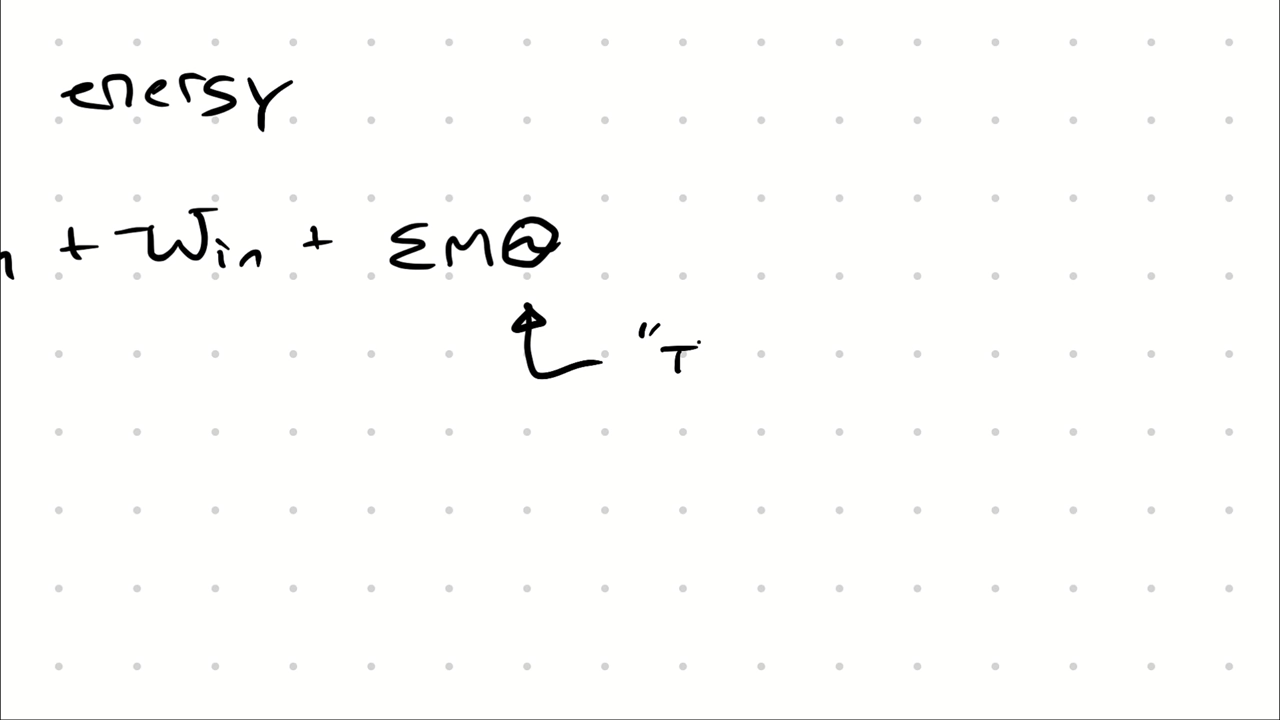 energy
n + Win + ΣmΘ
"T